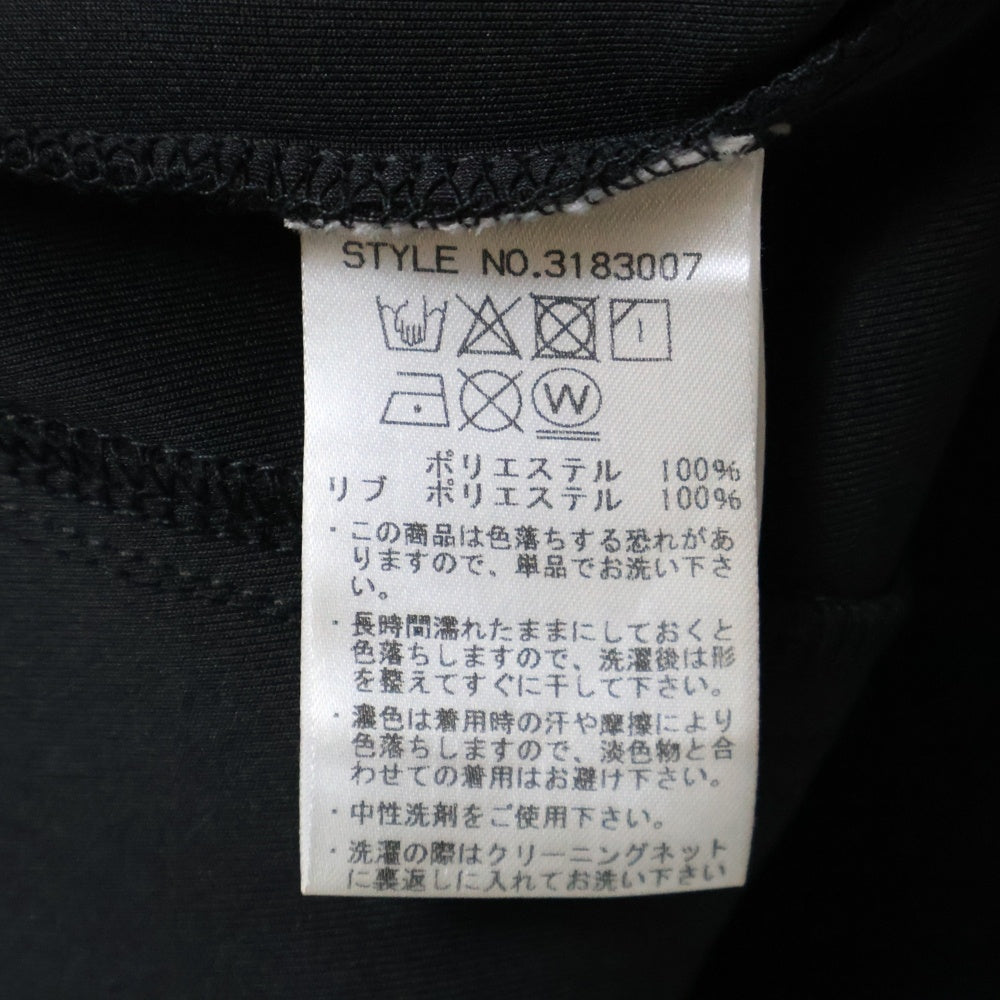 STYLE NO.3183007
W
ポリエステル 100%
リブ ポリエステル 100%
・この商品は色落ちする恐れがあ
りますので、単品でお洗い下さ
い。
・長時間濡れたままにしておくと
色落ちしますので、洗濯後は形
を整えてすぐに干して下さい。
・濃色は着用時の汗や摩擦により
色落ちしますので、淡色物と合
わせての着用はお避け下さい。
・中性洗剤をご使用下さい。
・洗濯の際はクリーニングネット
に裏返しに入れてお洗い下さい